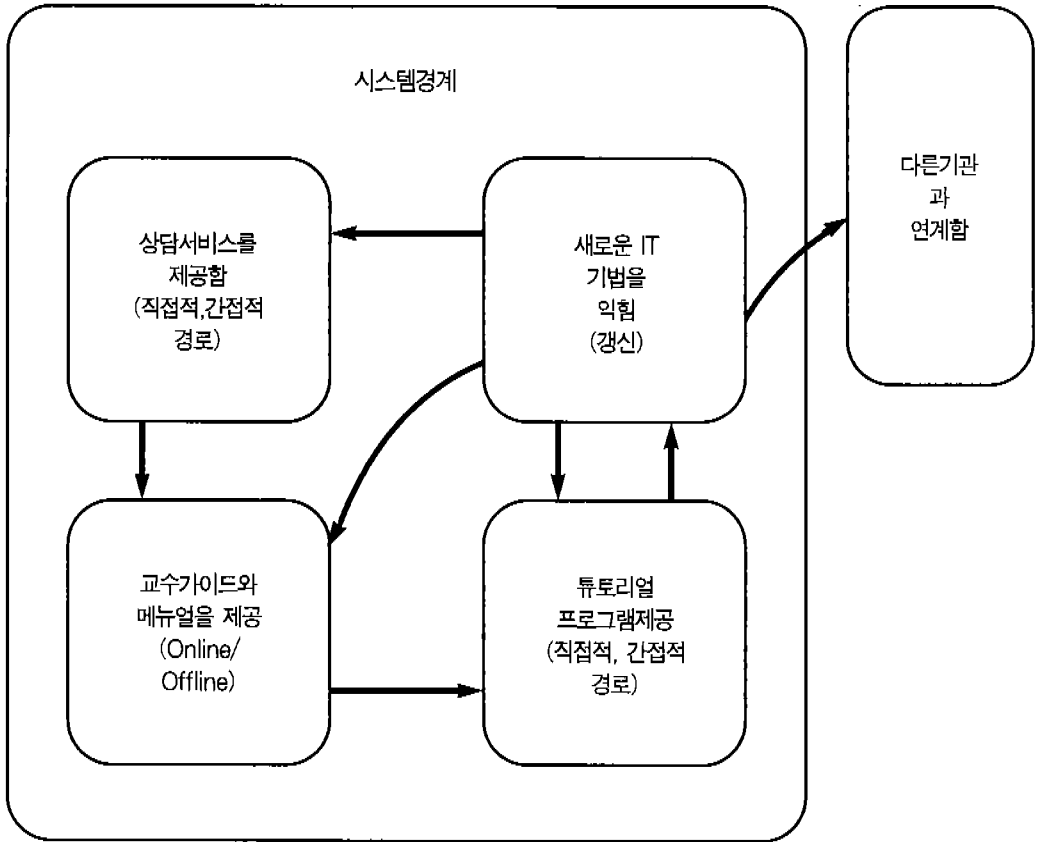 시스템경계
상담서비스를
제공함
(직접적,간접적
경로)
새로운 IT
기법을
익힘
(갱신)
다른기관
과
연계함
교수가이드와
메뉴얼을 제공
(Online/
Offline)
튜토리얼
프로그램제공
(직접적, 간접적
경로)